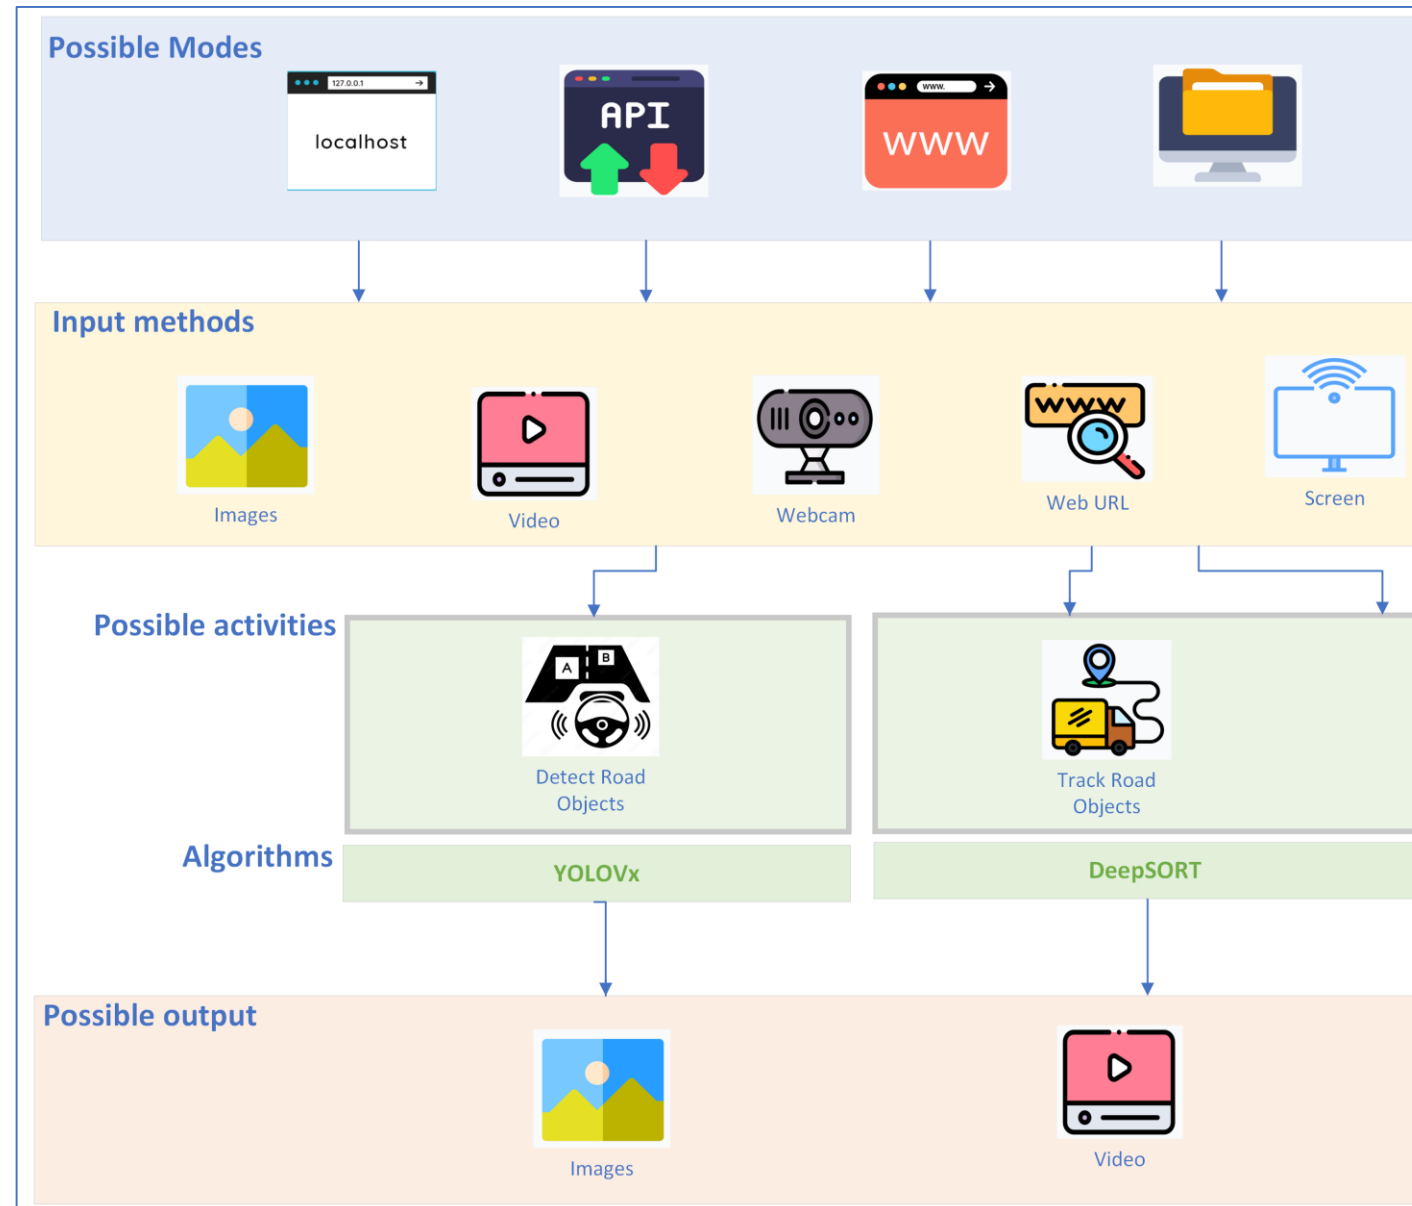 Possible Modes
127.0.0.1
localhost
API
www.
www
Input methods
www
Images
Video
Webcam
Web URL
Screen
Possible activities
A
B
Detect Road
Objects
Track Road
Objects
Algorithms
YOLOVx
DeepSORT
Possible output
Images
Video